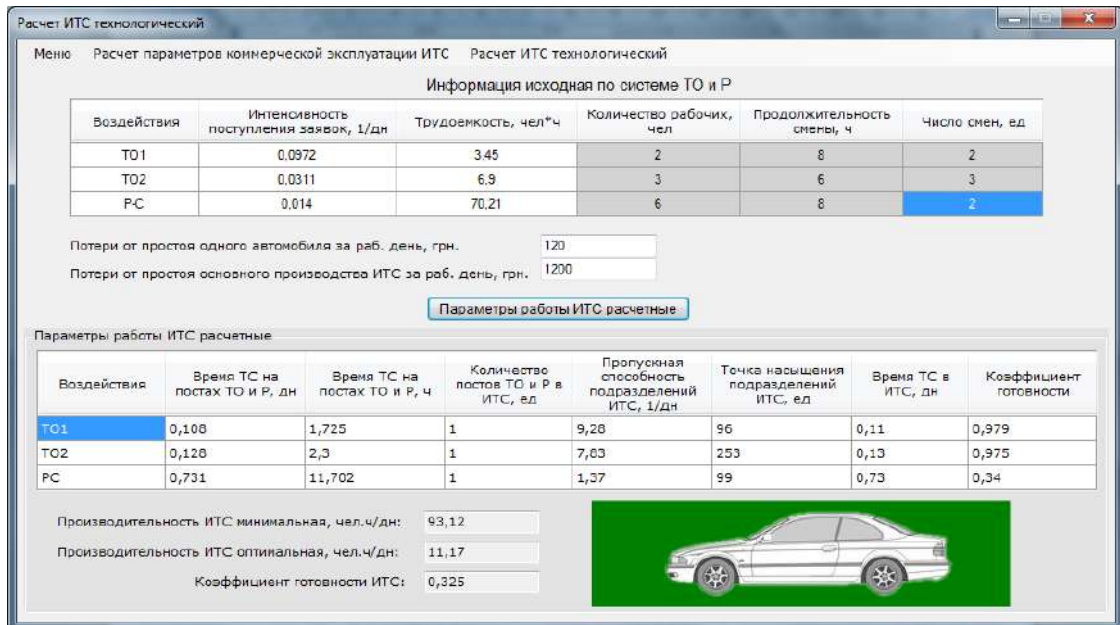 Расчет ИТС технологический
Меню Расчет параметров коммерческой эксплуатации ИТС Расчет ИТС технологический
Информация исходная по системе ТО и Р
Воздействия Интенсивность поступления заявок, 1/дн Трудоемкость, чел*ч Количество рабочих, чел Продолжительность смены, ч Число смен, ед
ТО1 0,0972 3,45 2 8 2
ТО2 0,0311 6,9 3 6 3
Р-С 0,014 70,21 6 8 2
Потери от простоя одного автомобиля за раб. день, грн. 120
Потери от простоя основного производства ИТС за раб. день, грн. 1200
Параметры работы ИТС расчетные
Параметры работы ИТС расчетные
Воздействия Время ТС на постах ТО и Р, дн Время ТС на постах ТО и Р, ч Количество постов ТО и Р в ИТС, ед Пропускная способность подразделений ИТС, 1/дн Точка насыщения подразделений ИТС, ед Время ТС в ИТС, дн Коэффициент готовности
ТО1 0,108 1,725 1 9,28 96 0,11 0,979
ТО2 0,128 2,3 1 7,83 253 0,13 0,975
РС 0,731 11,702 1 1,37 99 0,73 0,34
Производительность ИТС минимальная, чел.ч/дн: 93,12
Производительность ИТС оптимальная, чел.ч/дн: 11,17
Коэффициент готовности ИТС: 0,325